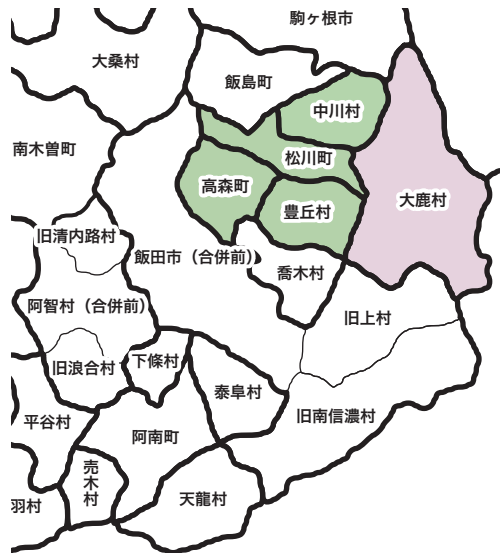 駒ヶ根市
大桑村
飯島町
中川村
南木曽町
松川町
高森町
大鹿村
豊丘村
旧清内路村
飯田市（合併前）
喬木村
阿智村（合併前）
旧上村
下條村
旧浪合村
泰阜村
旧南信濃村
平谷村
阿南町
売木村
天龍村
羽村